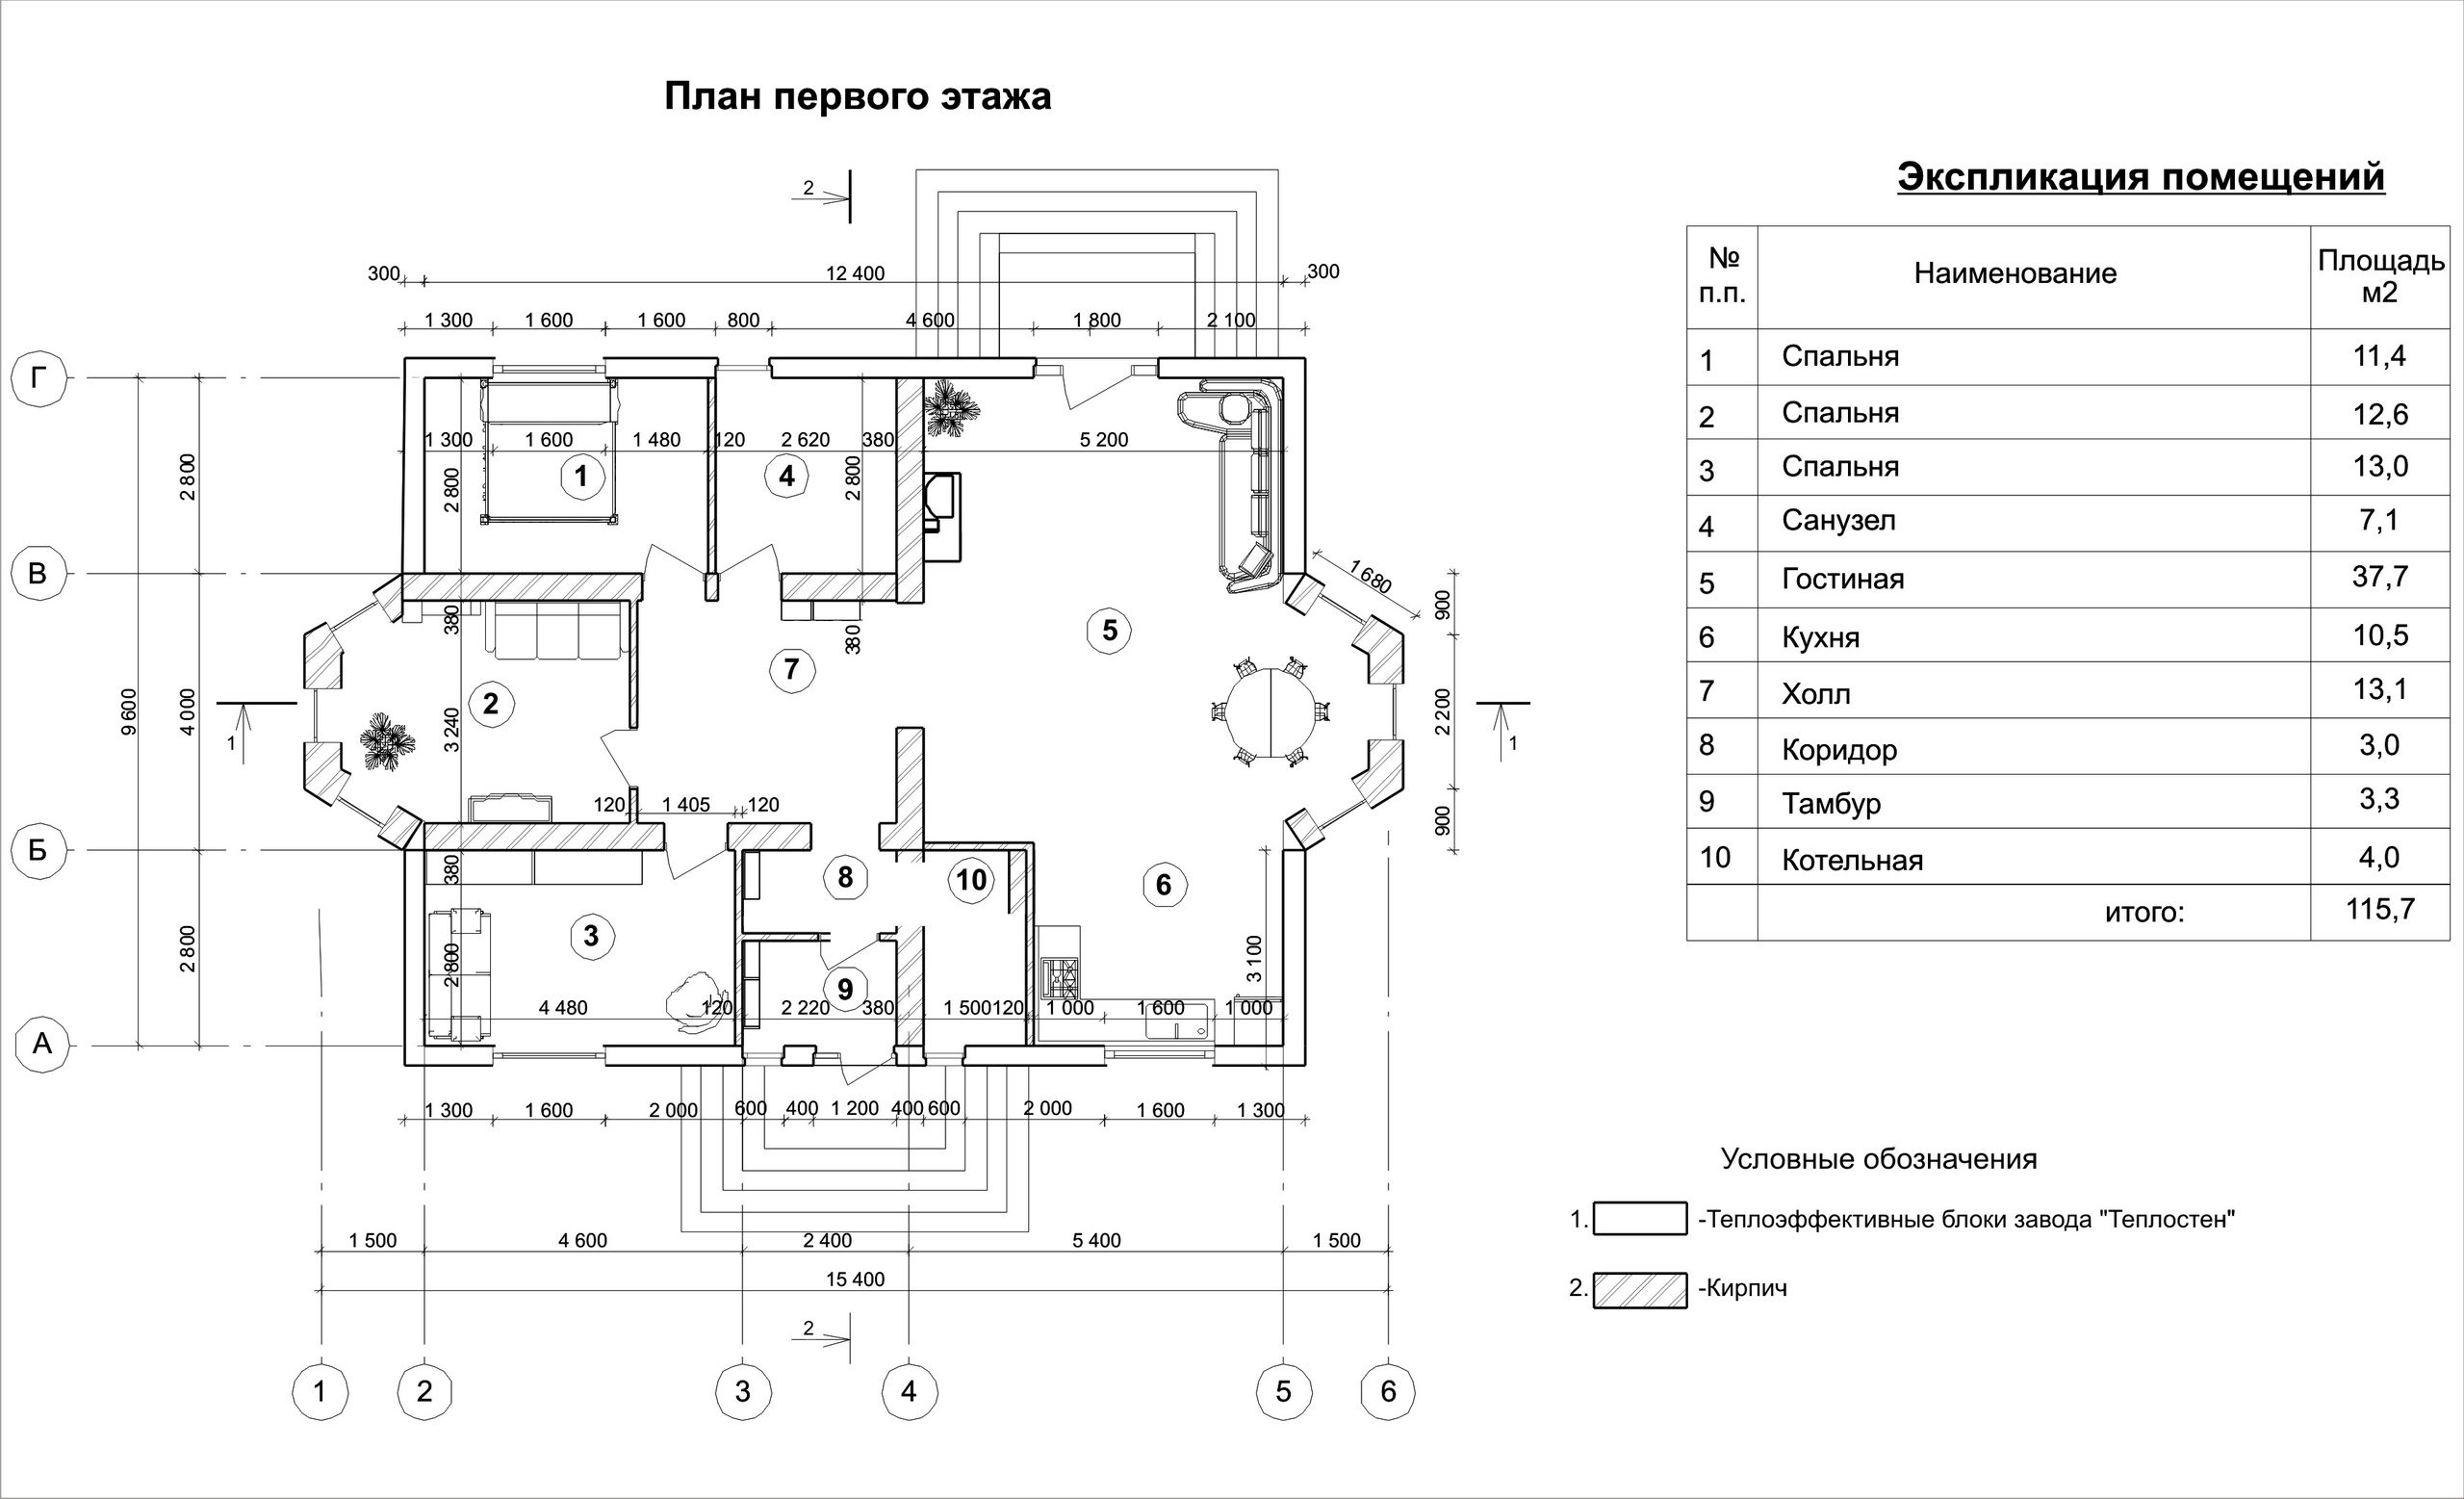 План первого этажа
Экспликация помещений
№ п.п. Наименование Площадь м2
1 Спальня 11,4
2 Спальня 12,6
3 Спальня 13,0
4 Санузел 7,1
5 Гостиная 37,7
6 Кухня 10,5
7 Холл 13,1
8 Коридор 3,0
9 Тамбур 3,3
10 Котельная 4,0
итого: 115,7
2
300 12 400 300
1 300 1 600 1 600 800 4 600 1 800 2 100
Г
1 300 1 600 1 480 120 2 620 380 5 200
2 800 2 800 2 800
1 4
В
1 680
380 380 900
5
7
2
9 600 4 000 3 240 2 200
1 1
120 1 405 120
900
Б
380
8 10 6
3
2 800 2 800 3 100
9
4 480 120 2 220 380 1 500 120 1 000 1 600 1 000
А
1 300 1 600 2 000 600 400 1 200 400 600 2 000 1 600 1 300
1 500 4 600 2 400 5 400 1 500
15 400
2
1 2 3 4 5 6
Условные обозначения
1. -Теплоэффективные блоки завода "Теплостен"
2. -Кирпич